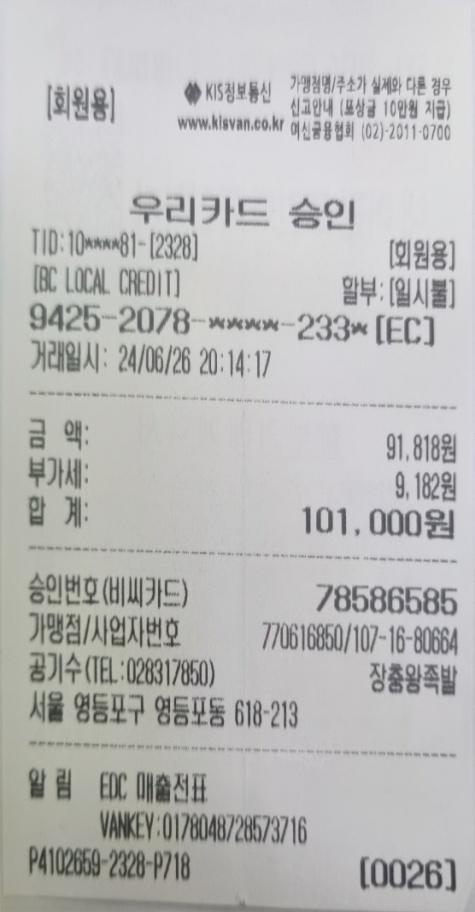 [회원용]
KIS정보통신
www.kisvan.co.kr
가맹점명/주소가 실제와 다른 경우
신고안내 (포상금 10만원 지급)
여신금융협회 (02)-2011-0700
우리카드 승인
TID:10****81-[2328] [회원용]
[BC LOCAL CREDIT] 할부:[일시불]
9425-2078-****-233*[EC]
거래일시: 24/06/26 20:14:17
금 액: 91,818원
부가세: 9,182원
합 계: 101,000원
승인번호(비씨카드) 78586585
가맹점/사업자번호 770616850/107-16-80664
공기수(TEL:028317850) 장충왕족발
서울 영등포구 영등포동 618-213
알 림 EDC 매출전표
VANKEY:0178048728573716
P4102659-2328-P718 [0026]